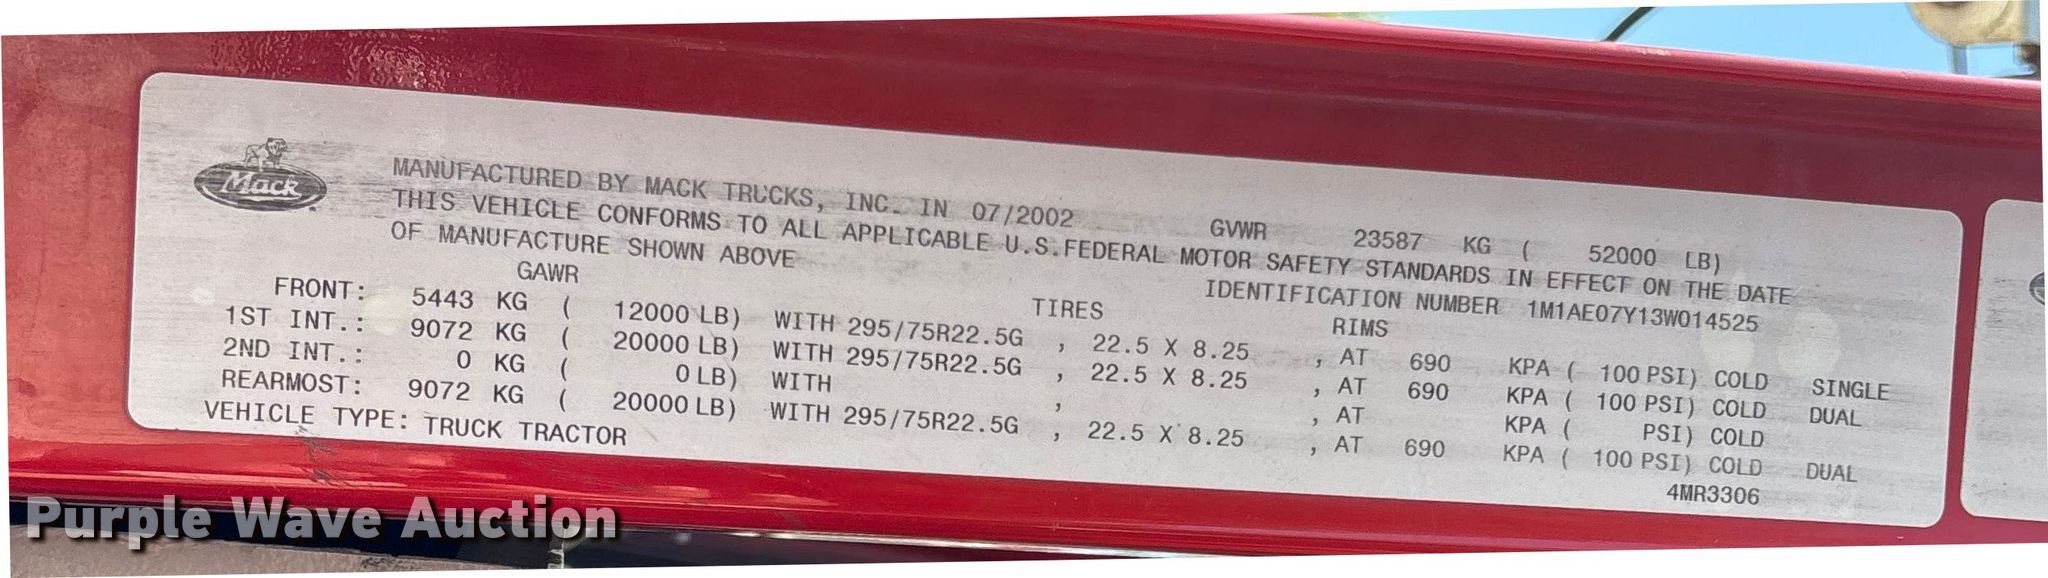 Mack
MANUFACTURED BY MACK TRUCKS, INC. IN 07/2002 GVWR 23587 KG ( 52000 LB)
THIS VEHICLE CONFORMS TO ALL APPLICABLE U.S.FEDERAL MOTOR SAFETY STANDARDS IN EFFECT ON THE DATE
OF MANUFACTURE SHOWN ABOVE IDENTIFICATION NUMBER 1M1AE07Y13W014525
GAWR TIRES RIMS
FRONT: 5443 KG ( 12000 LB) WITH 295/75R22.5G , 22.5 X 8.25 , AT 690 KPA ( 100 PSI) COLD SINGLE
1ST INT.: 9072 KG ( 20000 LB) WITH 295/75R22.5G , 22.5 X 8.25 , AT 690 KPA ( 100 PSI) COLD DUAL
2ND INT.: 0 KG ( 0 LB) WITH , , AT KPA ( PSI) COLD
REARMOST: 9072 KG ( 20000 LB) WITH 295/75R22.5G , 22.5 X 8.25 , AT 690 KPA ( 100 PSI) COLD DUAL
VEHICLE TYPE: TRUCK TRACTOR 4MR3306
Purple Wave Auction